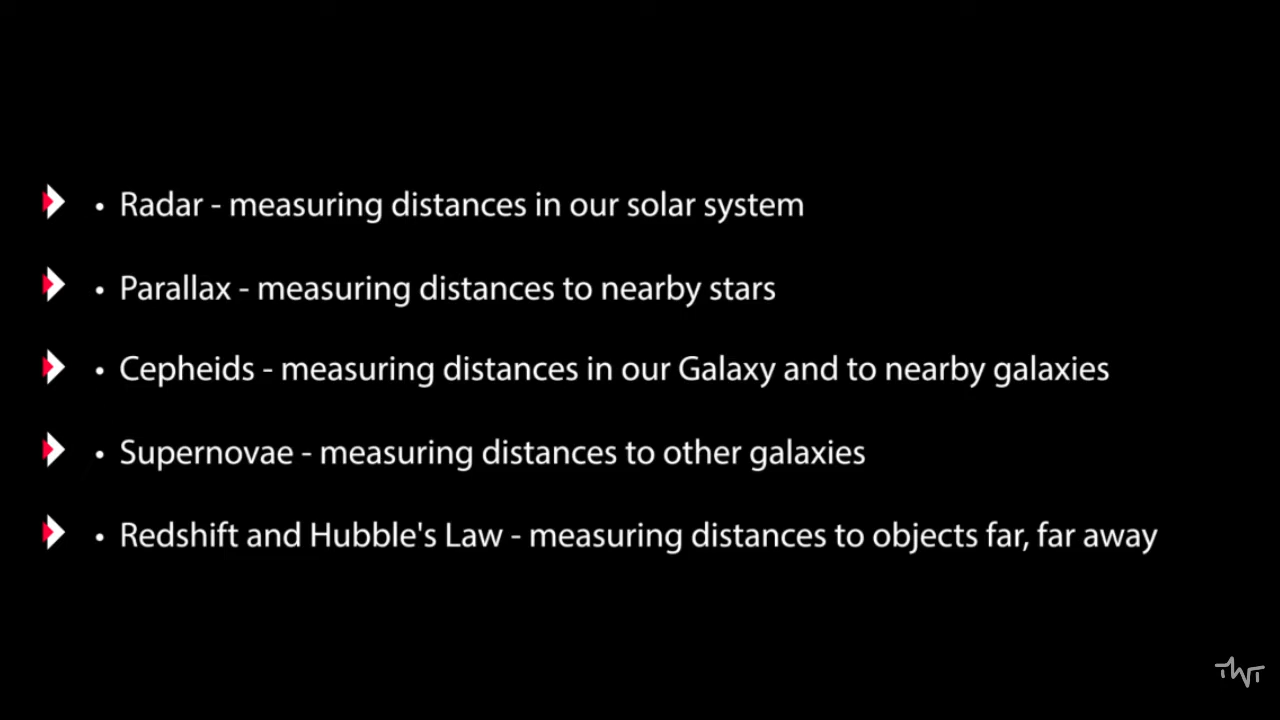 • Radar - measuring distances in our solar system
• Parallax - measuring distances to nearby stars
• Cepheids - measuring distances in our Galaxy and to nearby galaxies
• Supernovae - measuring distances to other galaxies
• Redshift and Hubble's Law - measuring distances to objects far, far away